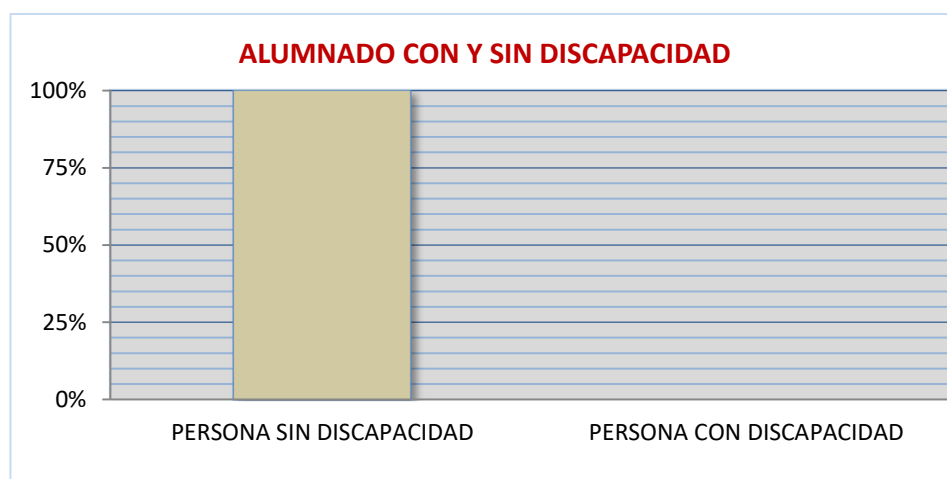 ALUMNADO CON Y SIN DISCAPACIDAD
100%
75%
50%
25%
0%
PERSONA SIN DISCAPACIDAD
PERSONA CON DISCAPACIDAD